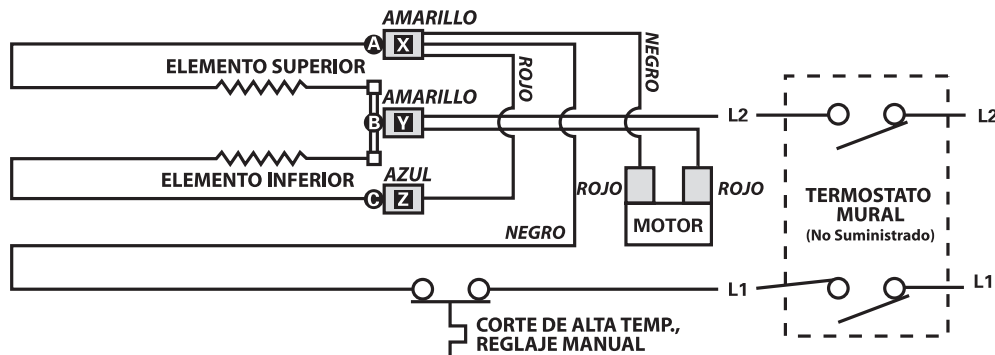 AMARILLO
A X
ELEMENTO SUPERIOR
ROJO
NEGRO
AMARILLO
B Y
L2
L2
ELEMENTO INFERIOR
AZUL
C Z
ROJO
ROJO
MOTOR
TERMOSTATO
MURAL
(No Suministrado)
NEGRO
L1
L1
CORTE DE ALTA TEMP.,
REGLAJE MANUAL